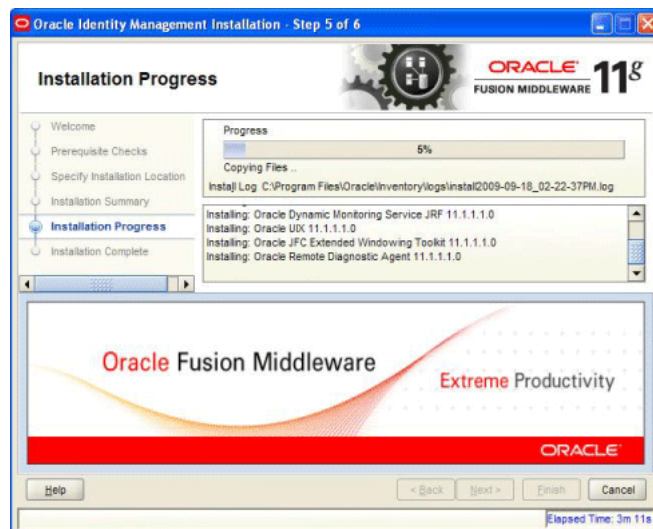 Oracle Identity Management Installation - Step 5 of 6
Installation Progress
ORACLE
FUSION MIDDLEWARE 11g
Welcome
Prerequisite Checks
Specify Installation Location
Installation Summary
Installation Progress
Installation Complete
Progress
5%
Copying Files ..
Install Log C:\Program Files\Oracle\Inventory\logs\install2009-09-18_02-22-37PM.log
Installing: Oracle Dynamic Monitoring Service JRF 11.1.1.1.0
Installing: Oracle UIX 11.1.1.1.0
Installing: Oracle JFC Extended Windowing Toolkit 11.1.1.1.0
Installing: Oracle Remote Diagnostic Agent 11.1.1.1.0
Oracle Fusion Middleware
Extreme Productivity
ORACLE
Help
< Back
Next >
Finish
Cancel
Elapsed Time: 3m 11s